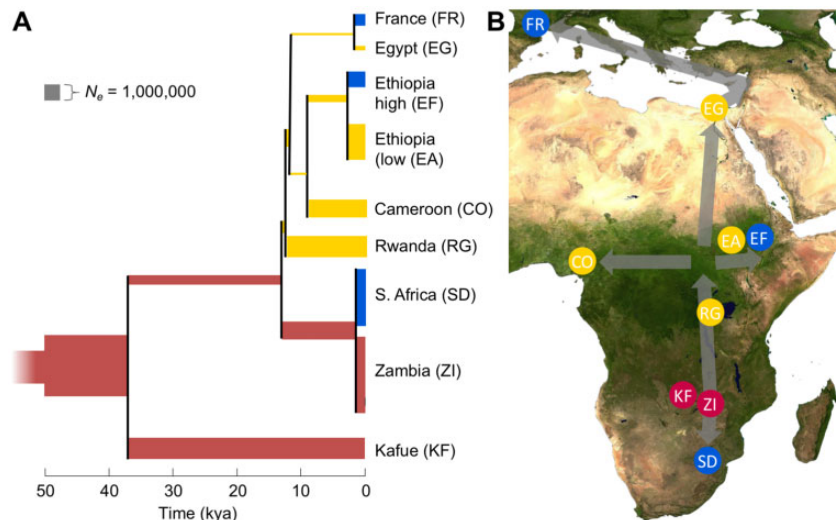 A
Nₑ = 1,000,000
France (FR)
Egypt (EG)
Ethiopia
high (EF)
Ethiopia
(low (EA)
Cameroon (CO)
Rwanda (RG)
S. Africa (SD)
Zambia (ZI)
Kafue (KF)
50
40
30
20
10
0
Time (kya)
B
FR
EG
EA
EF
CO
RG
KF
ZI
SD